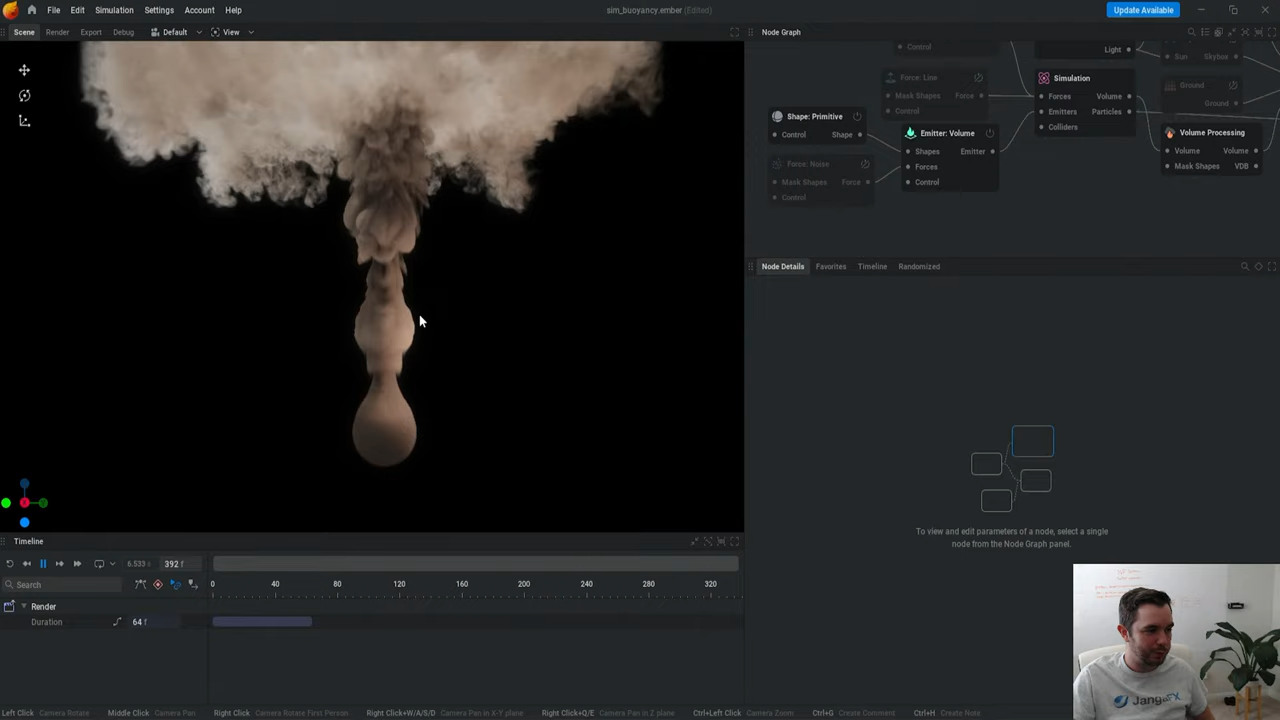 File Edit Simulation Settings Account Help
sim_buoyancy.ember (Edited)
Update Available
Scene Render Export Debug Default View
Node Graph
Control
Light
Sun Skybox
Force: Line
Mask Shapes Force
Control
Simulation
Forces Volume
Emitters Particles
Colliders
Ground
Ground
Shape: Primitive
Control Shape
Emitter: Volume
Shapes Emitter
Forces
Control
Force: Noise
Mask Shapes Force
Control
Volume Processing
Volume Volume
Mask Shapes VDB
Node Details Favorites Timeline Randomized
To view and edit parameters of a node, select a single
node from the Node Graph panel.
Timeline
392 f
Search
0 40 80 120 160 200 240 280 320
Render
Duration 64 f
JangaFX
Left Click Camera Rotate Middle Click Camera Pan Right Click Camera Rotate First Person Right Click+W/A/S/D Camera Pan in X-Y plane Right Click+Q/E Camera Pan in Z plane Ctrl+Left Click Camera Zoom Ctrl+G Create Comment Ctrl+H Create Note